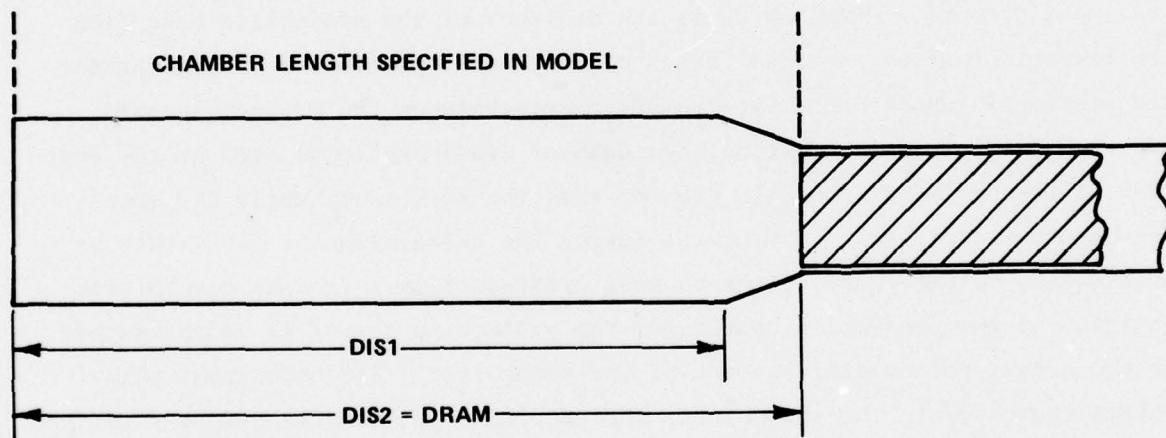 CHAMBER LENGTH SPECIFIED IN MODEL
DIS1
DIS2 = DRAM